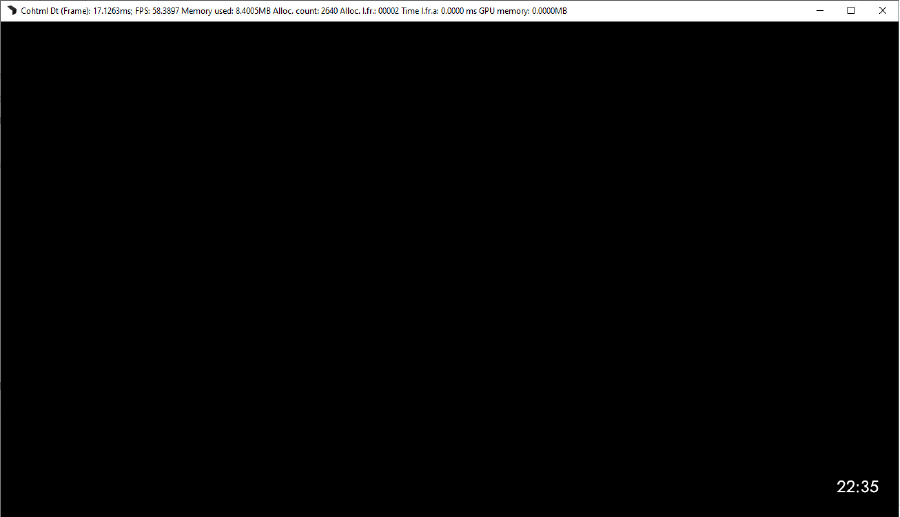 Cohtml Dt (Frame): 17.1263ms; FPS: 58.3897 Memory used: 8.4005MB Alloc. count: 2640 Alloc. l.fr.: 00002 Time l.fr.a: 0.0000 ms GPU memory: 0.0000MB
22:35